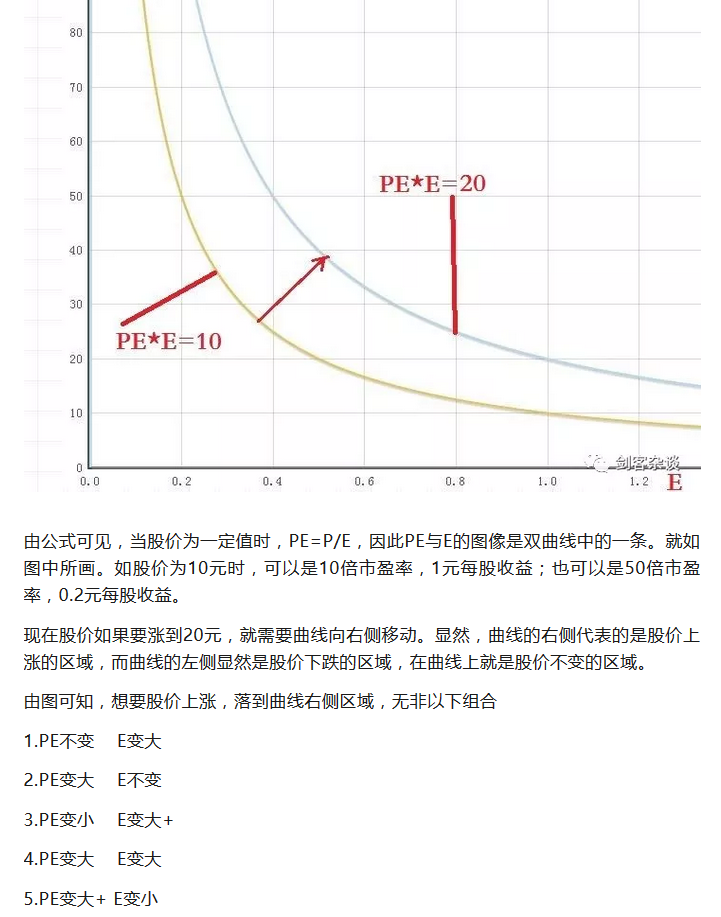 80
70
60
50
PE★E=20
40
30
PE★E=10
20
10
0
0.0 0.2 0.4 0.6 0.8 1.0 1.2 E
剑客杂谈
由公式可见，当股价为一定值时，PE=P/E，因此PE与E的图像是双曲线中的一条。就如
图中所画。如股价为10元时，可以是10倍市盈率，1元每股收益；也可以是50倍市盈
率，0.2元每股收益。
现在股价如果要涨到20元，就需要曲线向右侧移动。显然，曲线的右侧代表的是股价上
涨的区域，而曲线的左侧显然是股价下跌的区域，在曲线上就是股价不变的区域。
由图可知，想要股价上涨，落到曲线右侧区域，无非以下组合
1.PE不变 E变大
2.PE变大 E不变
3.PE变小 E变大+
4.PE变大 E变大
5.PE变大+ E变小